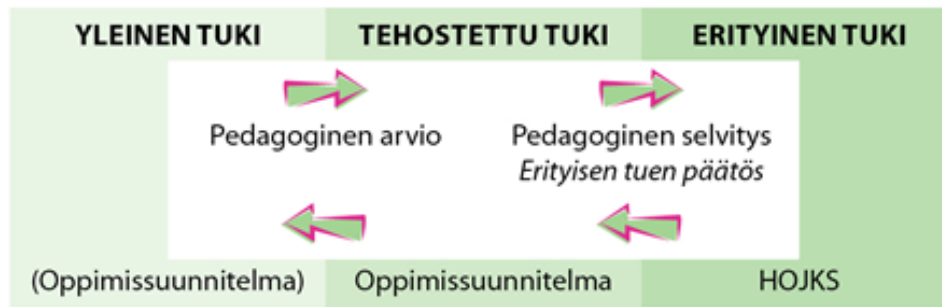 YLEINEN TUKI TEHOSTETTU TUKI ERITYINEN TUKI
Pedagoginen arvio Pedagoginen selvitys
Erityisen tuen päätös
(Oppimissuunnitelma) Oppimissuunnitelma HOJKS